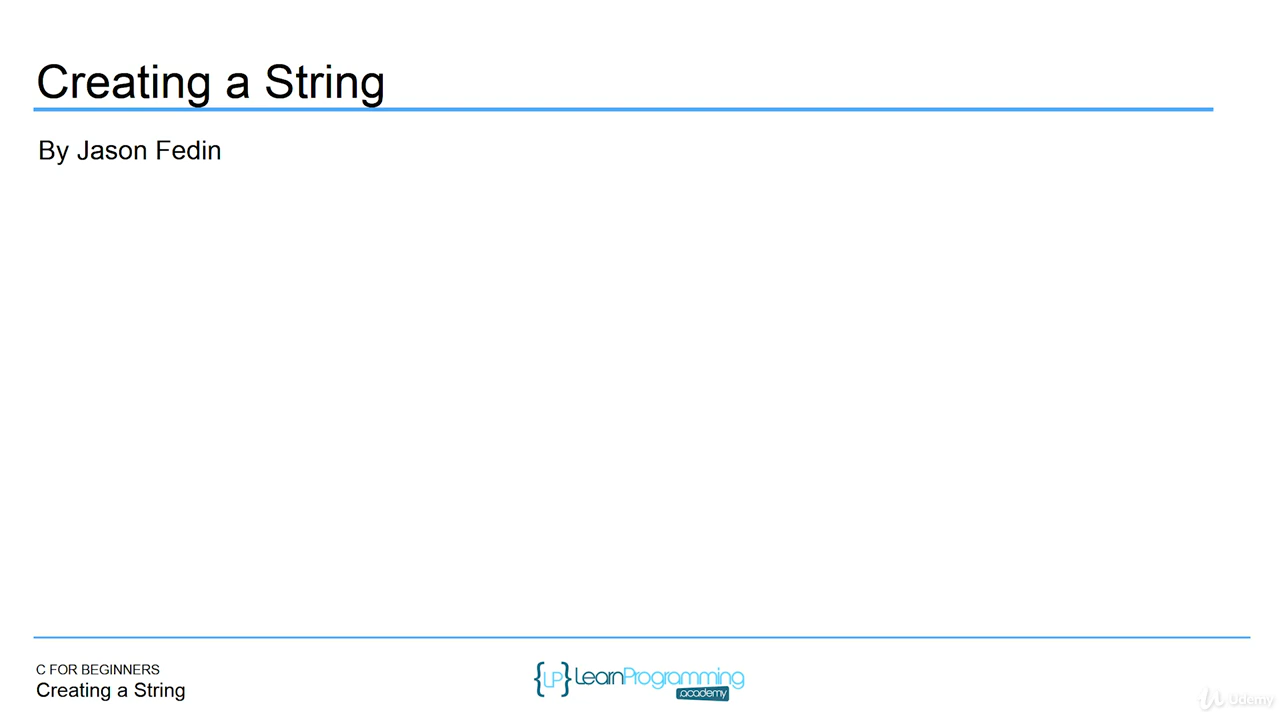 Creating a String
By Jason Fedin
C FOR BEGINNERS
Creating a String
{LP} LearnProgramming
.academy
Udemy